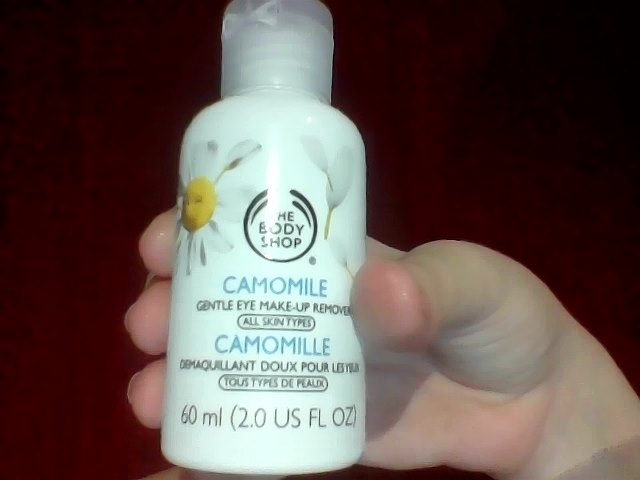 THE
BODY
SHOP
CAMOMILE
GENTLE EYE MAKE-UP REMOVER
ALL SKIN TYPES
CAMOMILLE
DÉMAQUILLANT DOUX POUR LES YEUX
TOUS TYPES DE PEAUX
60 ml (2.0 US FL OZ)